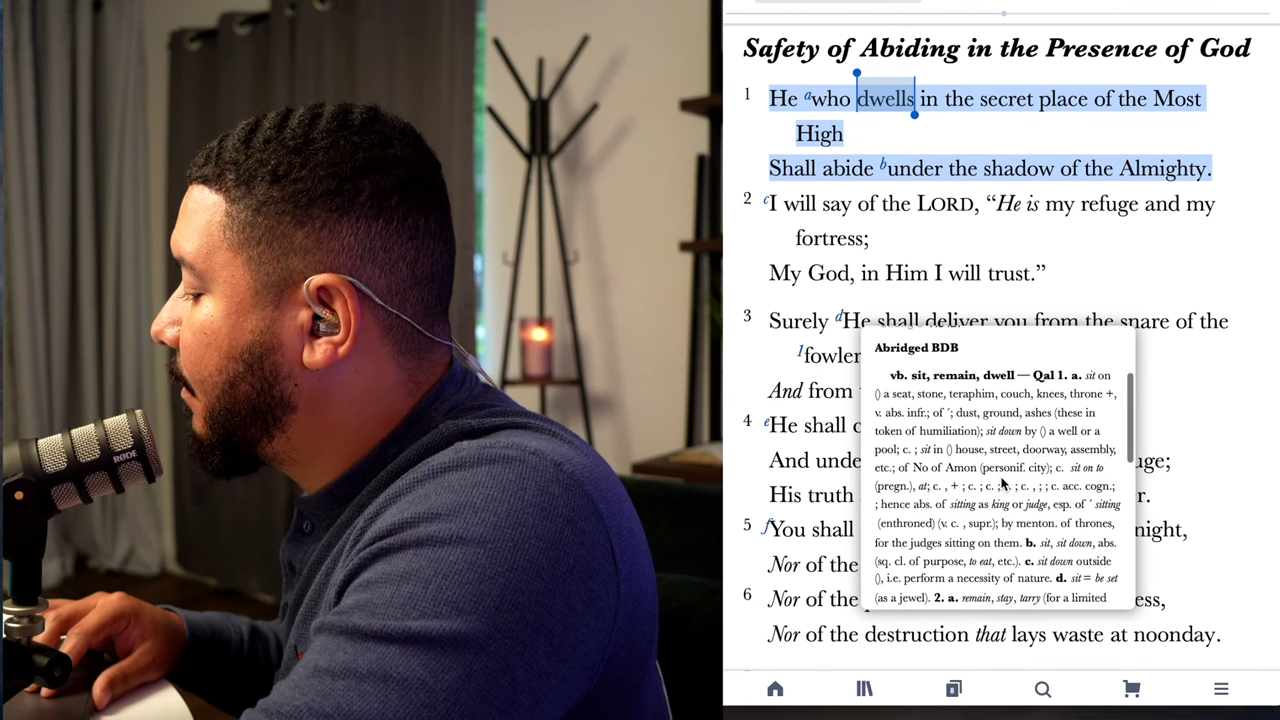 Safety of Abiding in the Presence of God
1 He ᵃwho dwells in the secret place of the Most
High
Shall abide ᵇunder the shadow of the Almighty.
2 ᶜI will say of the LORD, “He is my refuge and my
fortress;
My God, in Him I will trust.”
3 Surely ᵈHe shall deliver you from the snare of the
¹fowler
And from
4 ᵉHe shall c
And unde uge;
His truth r.
5 ᶠYou shall night,
Nor of the
6 Nor of the ess,
Nor of the destruction that lays waste at noonday.
Abridged BDB
vb. sit, remain, dwell — Qal 1. a. sit on
() a seat, stone, teraphim, couch, knees, throne +,
v. abs. infr.; of ´; dust, ground, ashes (these in
token of humiliation); sit down by () a well or a
pool; c. ; sit in () house, street, doorway, assembly,
etc.; of No of Amon (personif. city); c. sit on to
(pregn.), at; c. , + ; c. ; c. ; . ; c. , ; ; c. acc. cogn.;
; hence abs. of sitting as king or judge, esp. of ´ sitting
(enthroned) (v. c. , supr.); by menton. of thrones,
for the judges sitting on them. b. sit, sit down, abs.
(sq. cl. of purpose, to eat, etc.). c. sit down outside
(), i.e. perform a necessity of nature. d. sit = be set
(as a jewel). 2. a. remain, stay, tarry (for a limited
RØDE